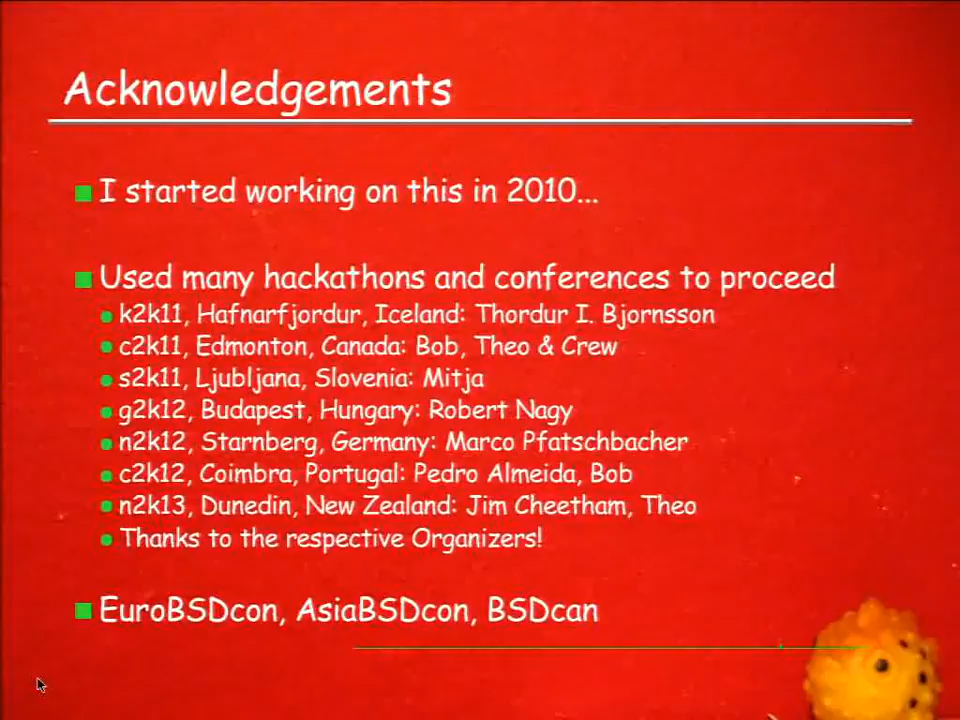 Acknowledgements
I started working on this in 2010...
Used many hackathons and conferences to proceed
k2k11, Hafnarfjordur, Iceland: Thordur I. Bjornsson
c2k11, Edmonton, Canada: Bob, Theo & Crew
s2k11, Ljubljana, Slovenia: Mitja
g2k12, Budapest, Hungary: Robert Nagy
n2k12, Starnberg, Germany: Marco Pfatschbacher
c2k12, Coimbra, Portugal: Pedro Almeida, Bob
n2k13, Dunedin, New Zealand: Jim Cheetham, Theo
Thanks to the respective Organizers!
EuroBSDcon, AsiaBSDcon, BSDcan